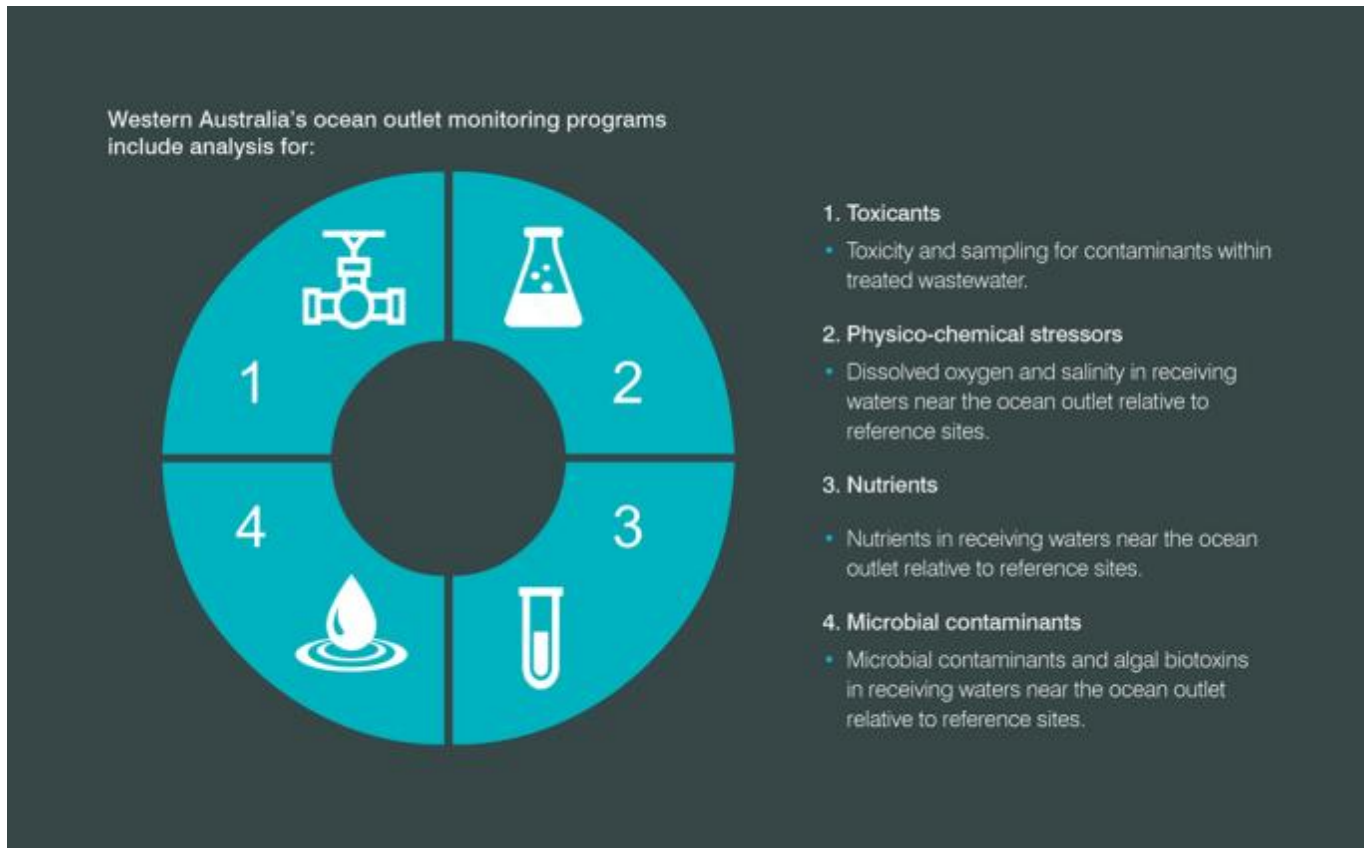 Western Australia's ocean outlet monitoring programs
include analysis for:
1
2
4
3
1. Toxicants
• Toxicity and sampling for contaminants within
treated wastewater.
2. Physico-chemical stressors
• Dissolved oxygen and salinity in receiving
waters near the ocean outlet relative to
reference sites.
3. Nutrients
• Nutrients in receiving waters near the ocean
outlet relative to reference sites.
4. Microbial contaminants
• Microbial contaminants and algal biotoxins
in receiving waters near the ocean outlet
relative to reference sites.